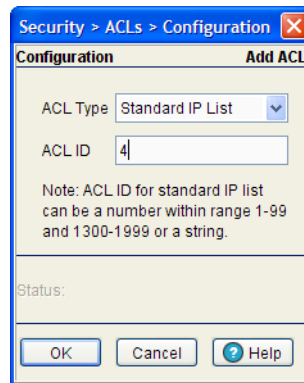 Security > ACLs > Configuration
Configuration Add ACL
ACL Type Standard IP List
ACL ID 4
Note: ACL ID for standard IP list
can be a number within range 1-99
and 1300-1999 or a string.
Status:
OK Cancel ? Help